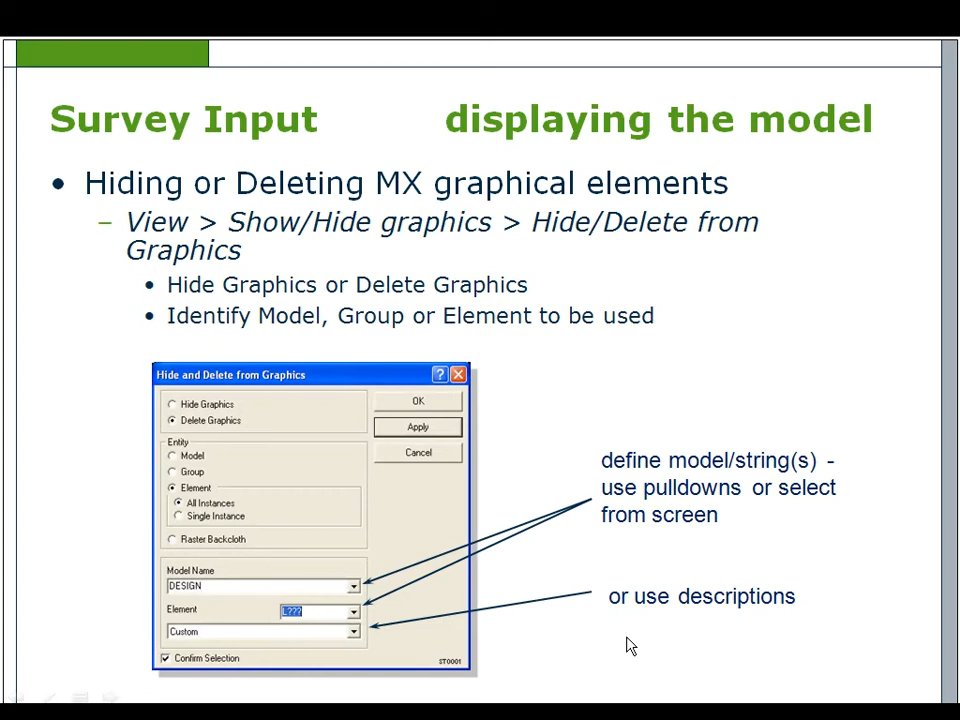 Survey Input displaying the model
• Hiding or Deleting MX graphical elements
– View > Show/Hide graphics > Hide/Delete from
Graphics
• Hide Graphics or Delete Graphics
• Identify Model, Group or Element to be used
Hide and Delete from Graphics
Hide Graphics
Delete Graphics
OK
Apply
Cancel
Entity
Model
Group
Element
All Instances
Single Instance
Raster Backcloth
Model Name
DESIGN
Element
L???
Custom
Confirm Selection
ST0001
define model/string(s) -
use pulldowns or select
from screen
or use descriptions